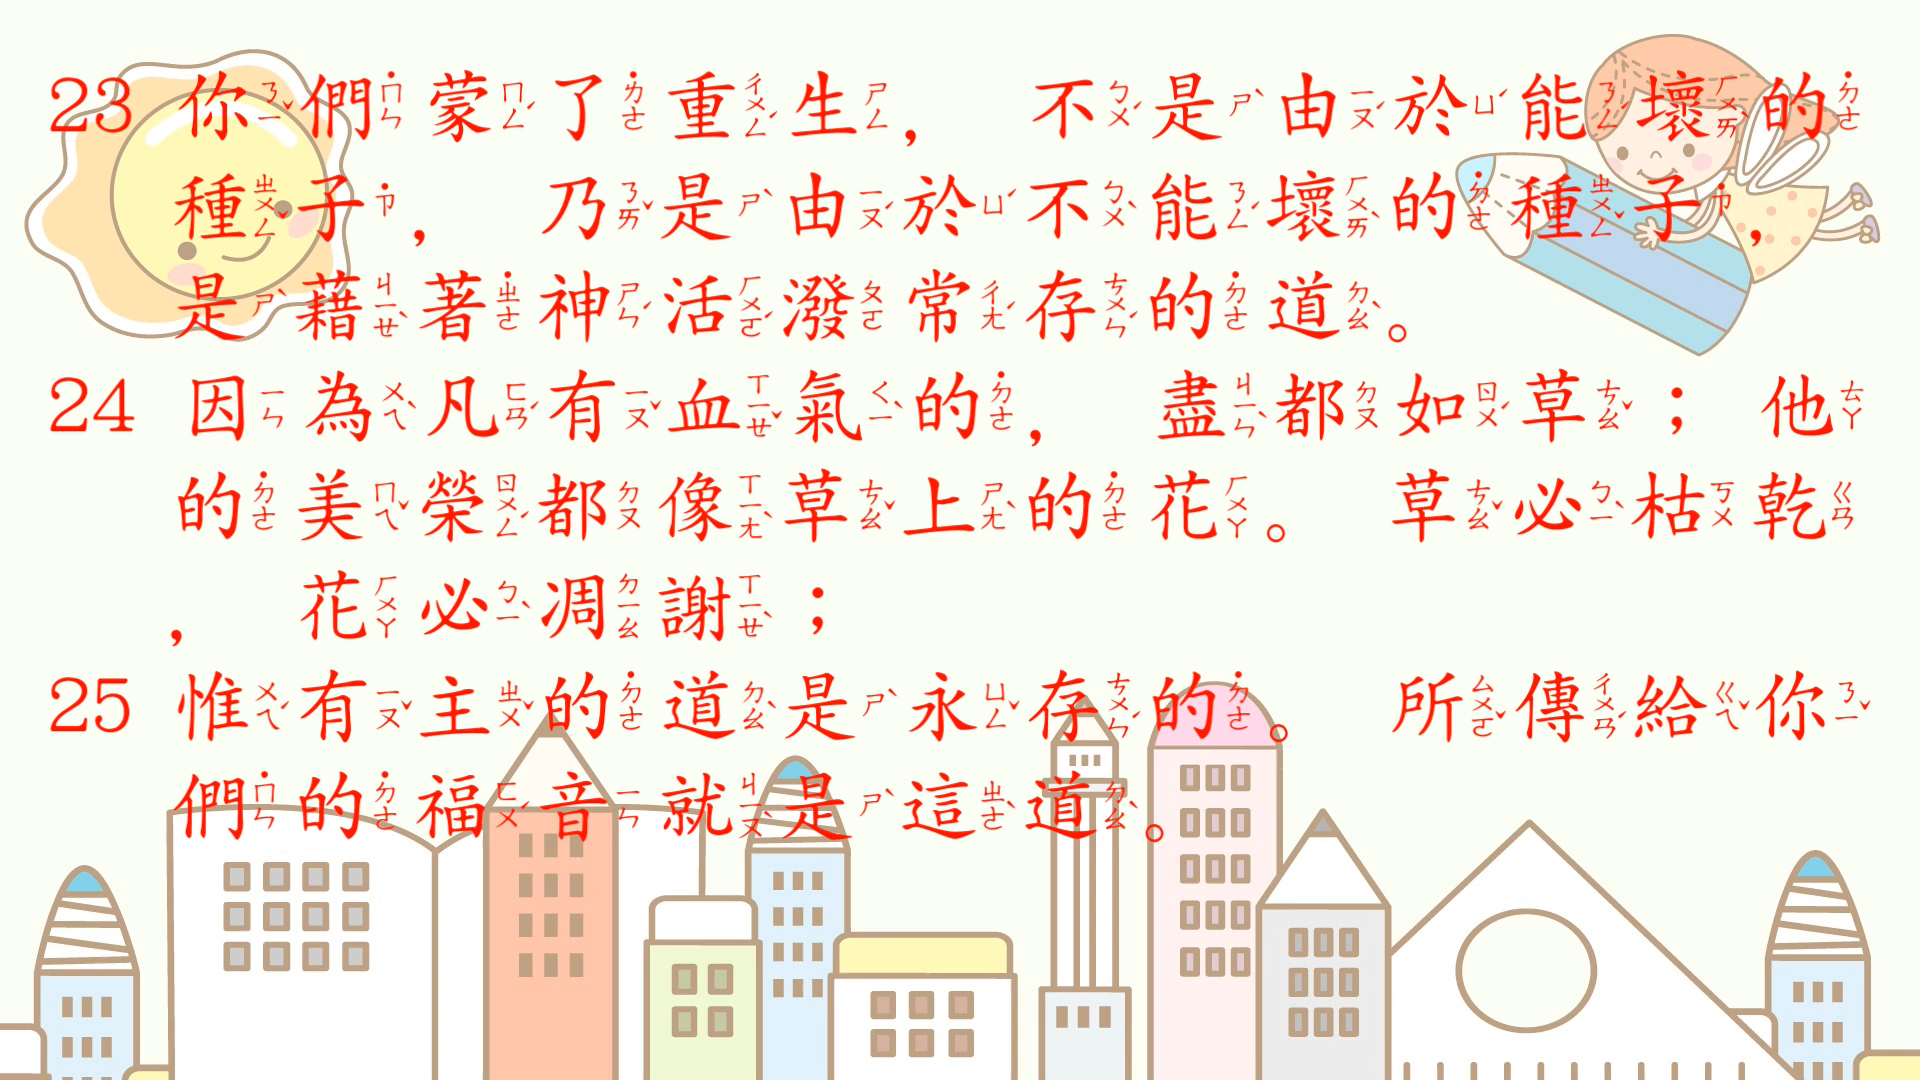 23 你們蒙了重生， 不是由於能壞的
種子， 乃是由於不能壞的種子，
是藉著神活潑常存的道。
24 因為凡有血氣的， 盡都如草； 他
的美榮都像草上的花。 草必枯乾
， 花必凋謝；
25 惟有主的道是永存的。 所傳給你
們的福音就是這道。